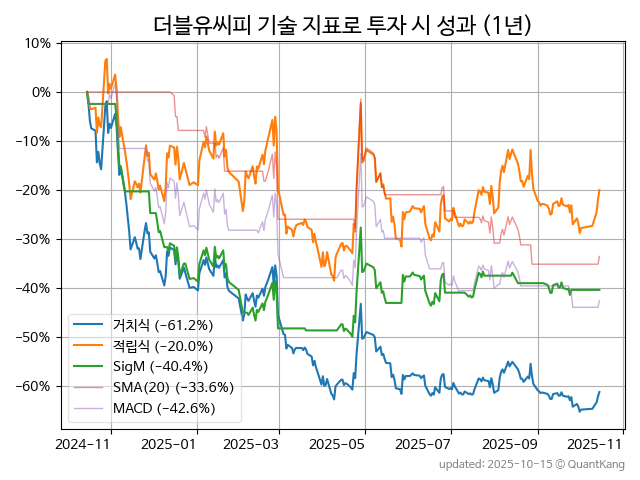 더블유씨피 기술 지표로 투자 시 성과 (1년)
10%
0%
−10%
−20%
−30%
−40%
−50%
−60%
거치식 (−61.2%)
적립식 (−20.0%)
SigM (−40.4%)
SMA(20) (−33.6%)
MACD (−42.6%)
2024−11 2025−01 2025−03 2025−05 2025−07 2025−09 2025−11
updated: 2025-10-15 © QuantKang